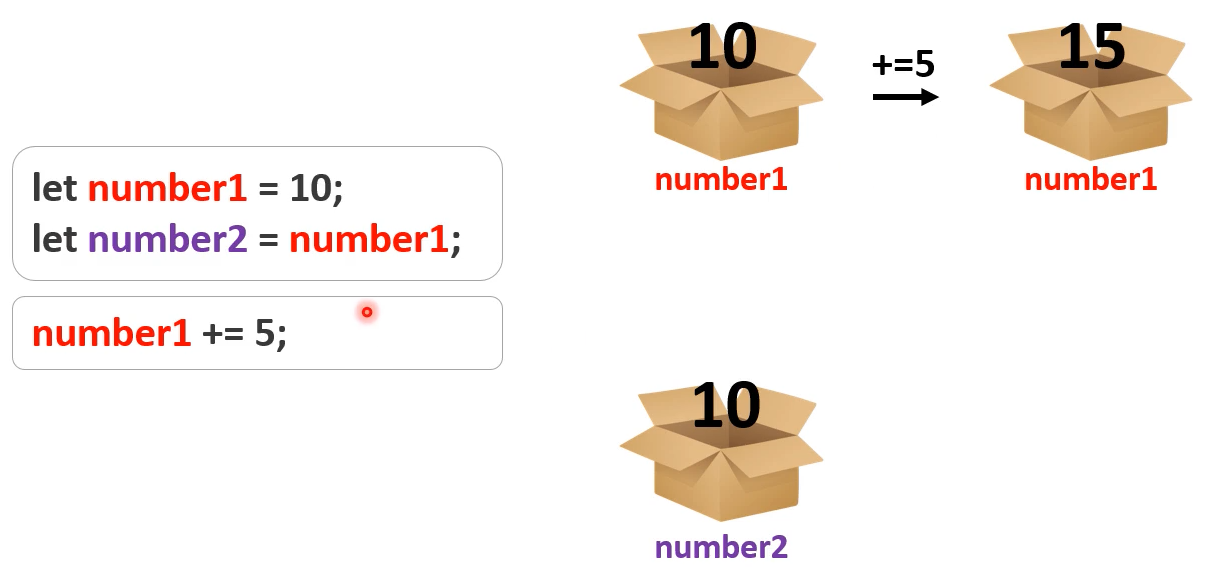 let number1 = 10;
let number2 = number1;
number1 += 5;
10
number1
+=5
15
number1
10
number2